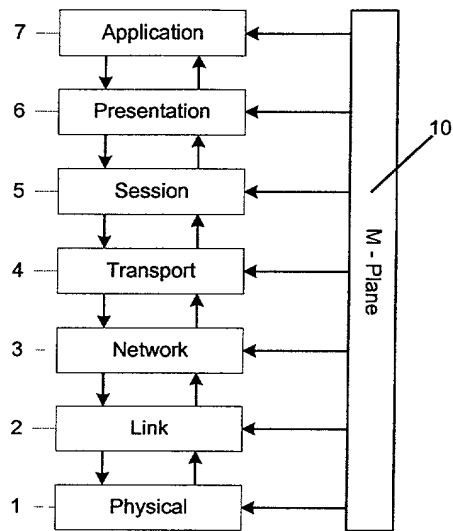 7 Application
6 Presentation
10
5 Session
M - Plane
4 Transport
3 Network
2 Link
1 Physical